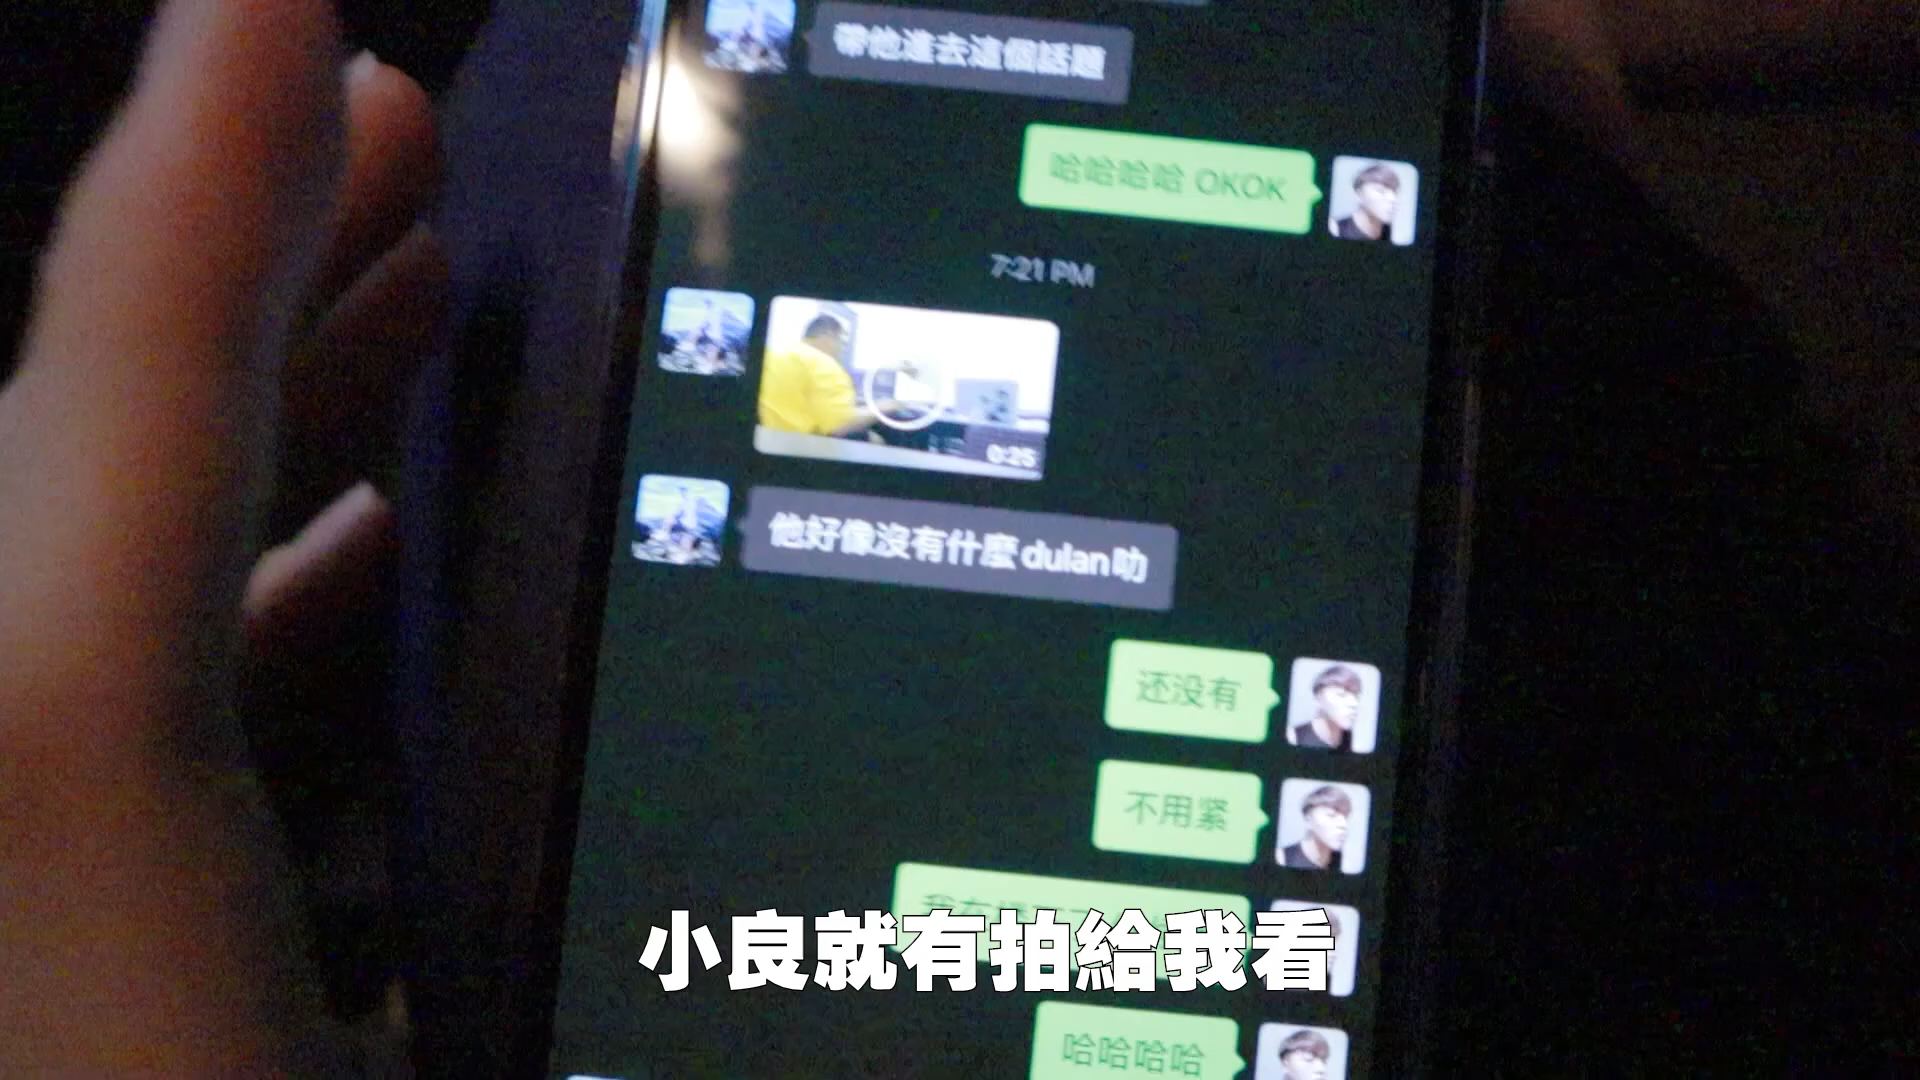 帶他進去這個話題
哈哈哈哈 OKOK
7:21 PM
0:25
他好像沒有什麼dulan叻
还没有
不用紧
小良就有拍給我看
哈哈哈哈